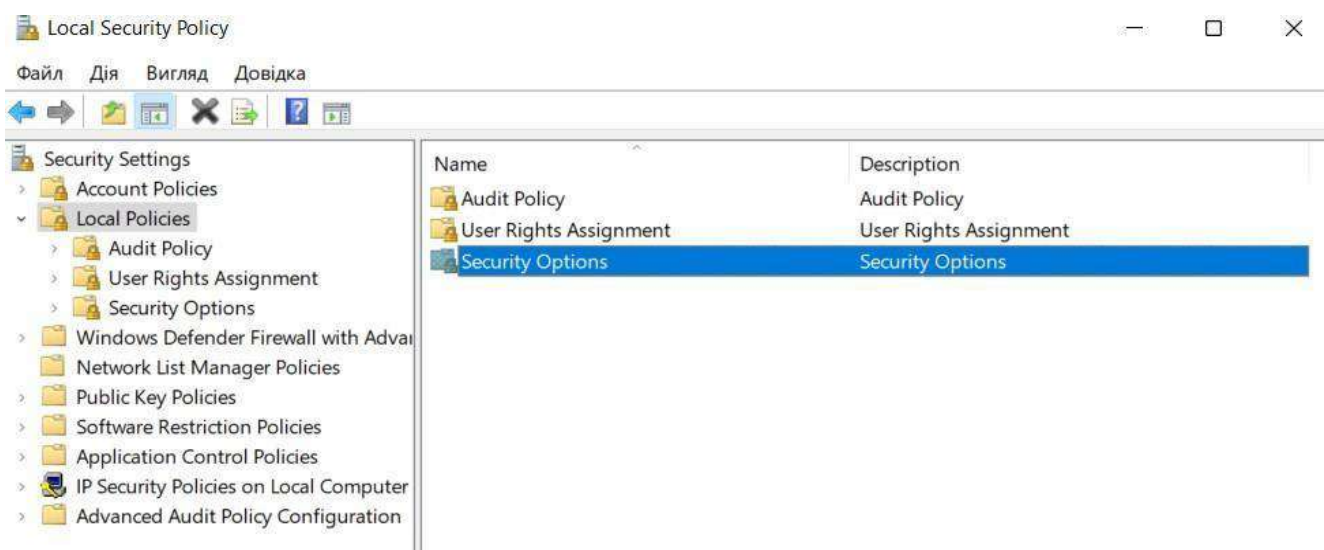 Local Security Policy
Файл Дія Вигляд Довідка
Security Settings
Account Policies
Local Policies
Audit Policy
User Rights Assignment
Security Options
Windows Defender Firewall with Advar
Network List Manager Policies
Public Key Policies
Software Restriction Policies
Application Control Policies
IP Security Policies on Local Computer
Advanced Audit Policy Configuration
Name Description
Audit Policy Audit Policy
User Rights Assignment User Rights Assignment
Security Options Security Options